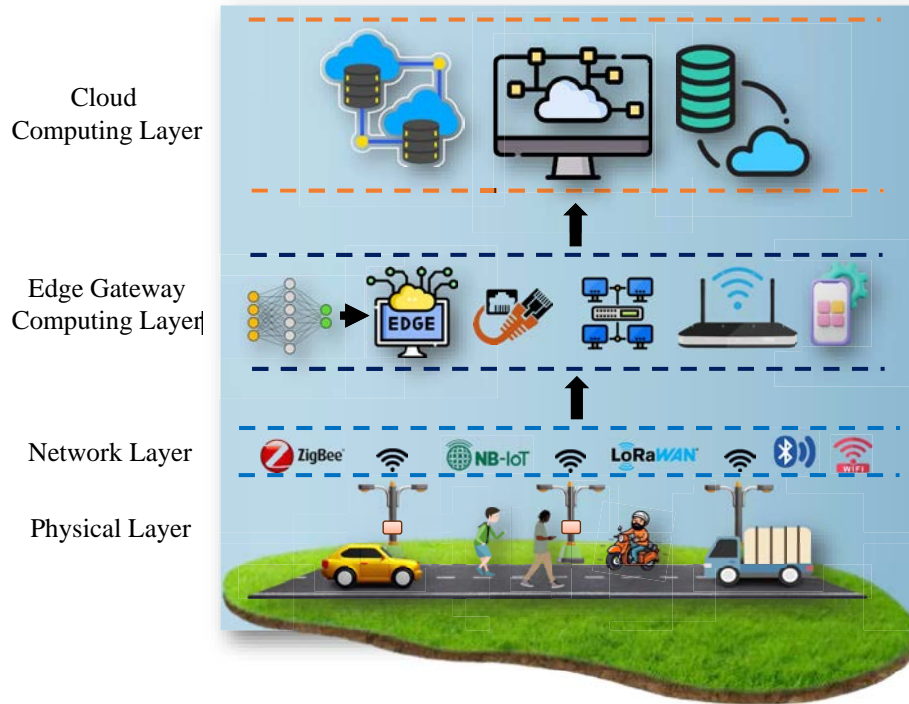 Cloud
Computing Layer
Edge Gateway
Computing Layer
EDGE
Network Layer
ZigBee®
NB-IoT
LoRaWAN
WiFi
Physical Layer